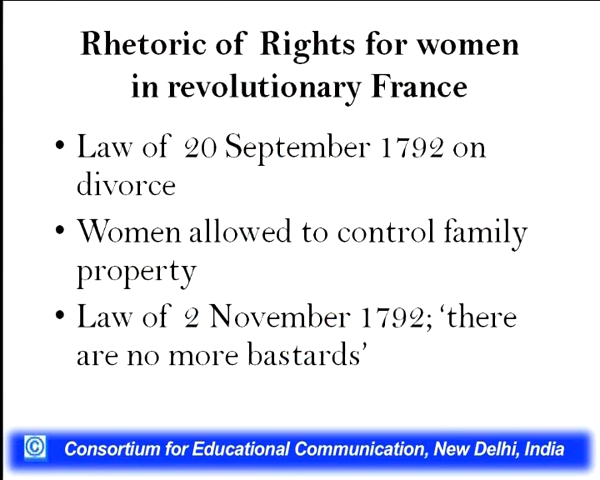 Rhetoric of Rights for women
in revolutionary France
• Law of 20 September 1792 on
divorce
• Women allowed to control family
property
• Law of 2 November 1792; ‘there
are no more bastards’
© Consortium for Educational Communication, New Delhi, India